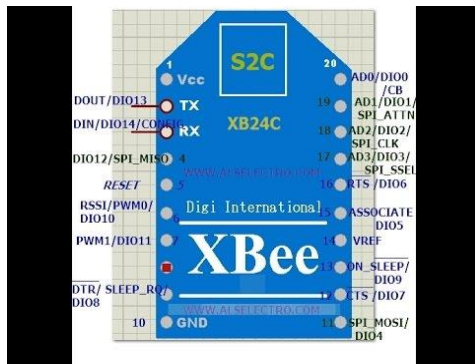 S2C
1
20
Vcc
AD0/DIO0
/CB
DOUT/DIO13
TX
19
AD1/DIO1/
SPI_ATTN
DIN/DIO14/CONFIG
RX
XB24C
18
AD2/DIO2/
SPI_CLK
DIO12/SPI_MISO
4
17
AD3/DIO3/
SPI_SSEL
WWW.ALSELECTRO.COM
RESET
5
16
RTS /DIO6
RSSI/PWM0/
DIO10
6
Digi International
15
ASSOCIATE
DIO5
PWM1/DIO11
7
XBee
14
VREF
13
ON_SLEEP/
DIO9
DTR/ SLEEP_RQ/
DIO8
12
CTS /DIO7
WWW.ALSELECTRO.COM
10
GND
11
SPI_MOSI/
DIO4